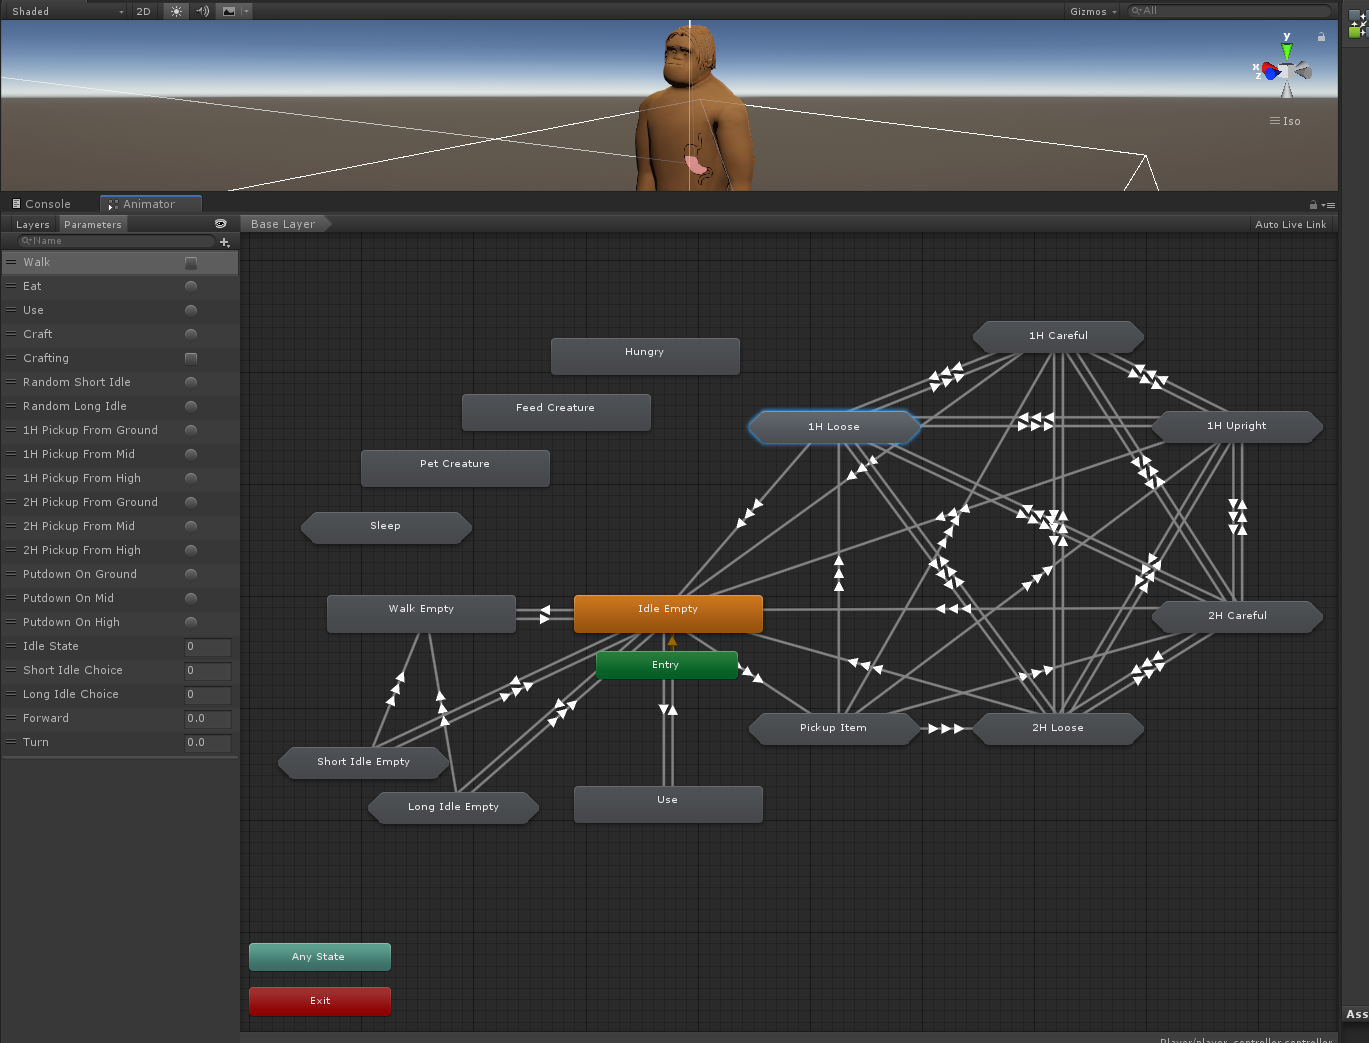 Shaded
2D
Gizmos
All
y
x
z
Iso
Console
Animator
Layers
Parameters
Base Layer
Auto Live Link
Name
Walk
Eat
Use
Craft
Crafting
Random Short Idle
Random Long Idle
1H Pickup From Ground
1H Pickup From Mid
1H Pickup From High
2H Pickup From Ground
2H Pickup From Mid
2H Pickup From High
Putdown On Ground
Putdown On Mid
Putdown On High
Idle State 0
Short Idle Choice 0
Long Idle Choice 0
Forward 0.0
Turn 0.0
1H Careful
Hungry
Feed Creature
1H Loose
1H Upright
Pet Creature
Sleep
Walk Empty
Idle Empty
2H Careful
Entry
Pickup Item
2H Loose
Short Idle Empty
Use
Long Idle Empty
Any State
Exit
Ass
Player/player_controller.controller